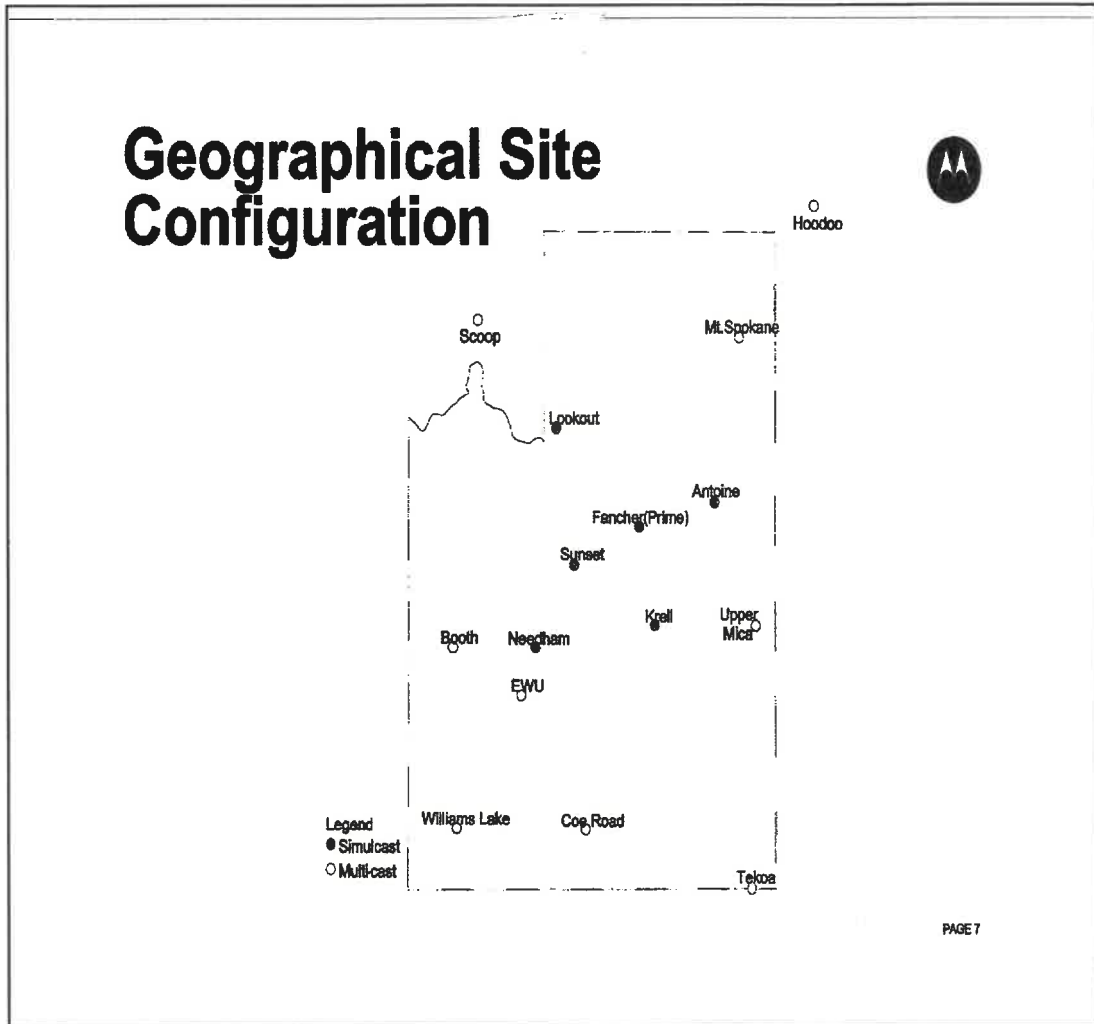 Geographical Site
Configuration
Hoodoo
Scoop
Mt.Spokane
Lookout
Antoine
Fancher(Prime)
Sunset
Krell
Upper
Mica
Booth
Needham
EWU
Williams Lake
Coe Road
Tekoa
Legend
Simulcast
Multi-cast
PAGE 7